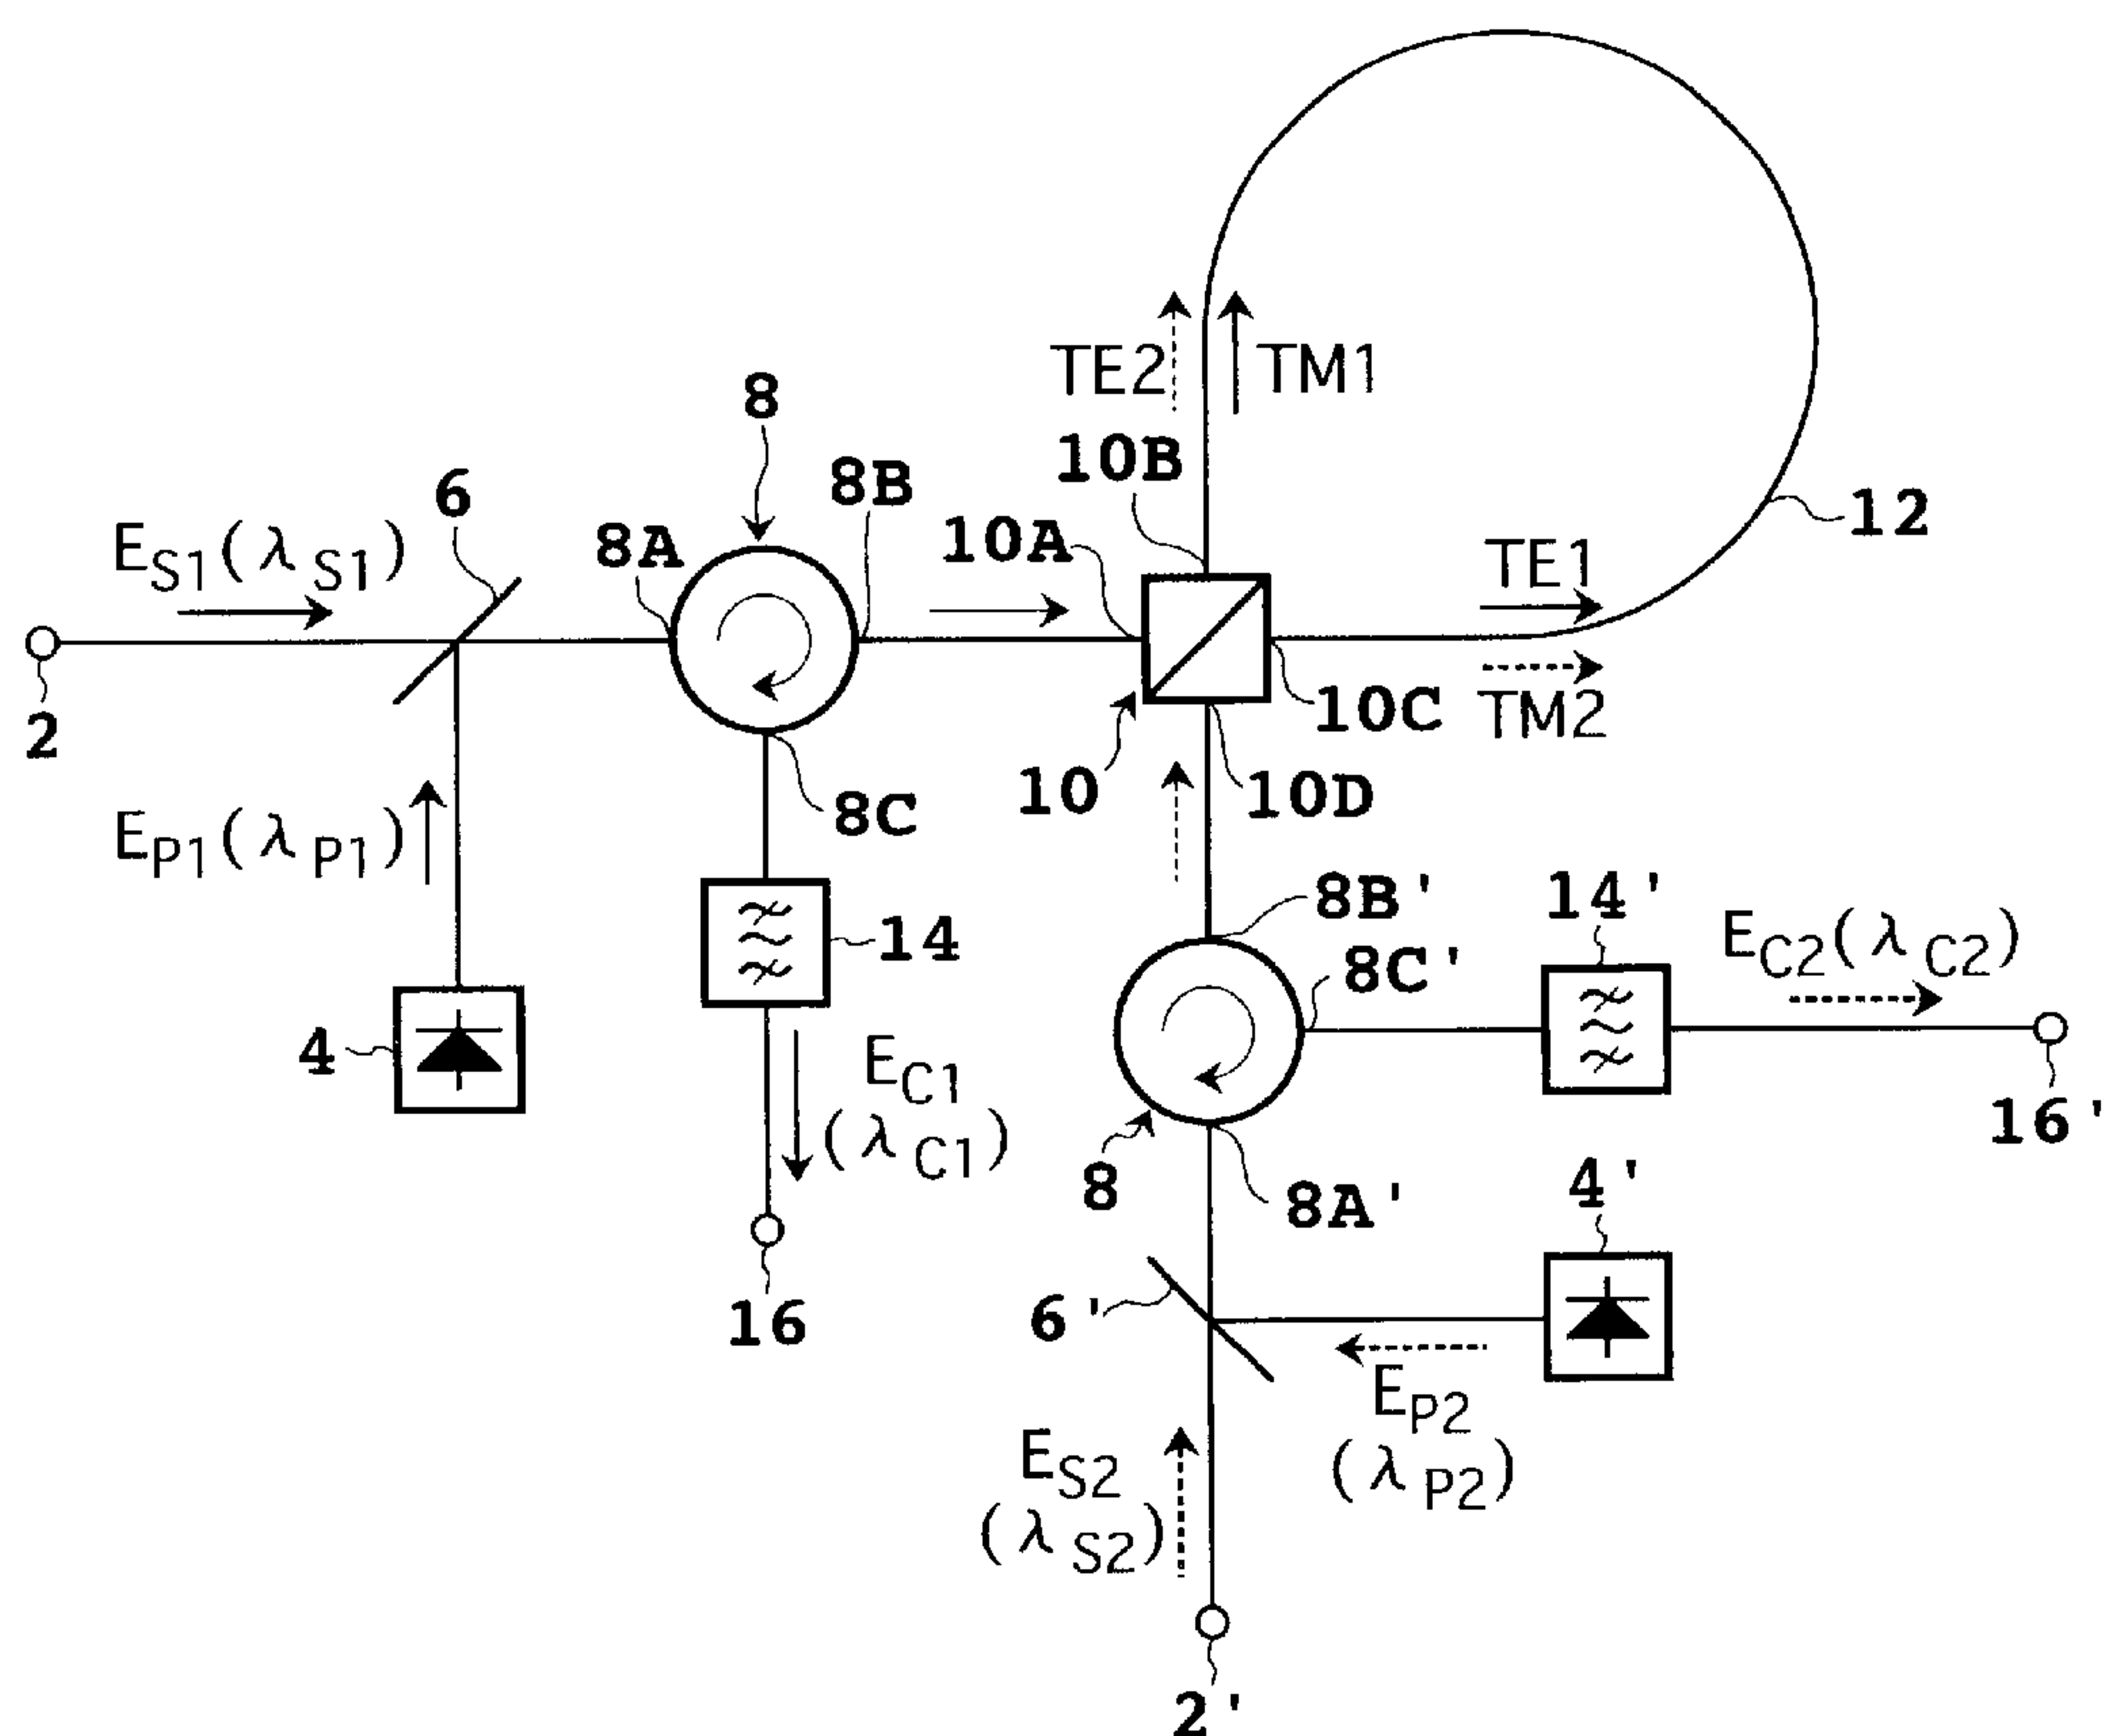 TE2
TM1
8
10B
6
8B
12
E_S1(λ_S1)
8A
10A
TE1
2
10C
TM2
10
10D
E_P1(λ_P1)
8C
8B'
14'
14
8C'
E_C2(λ_C2)
4
E_C1
(λ_C1)
16'
8
8A'
4'
16
6'
E_P2
(λ_P2)
E_S2
(λ_S2)
2'